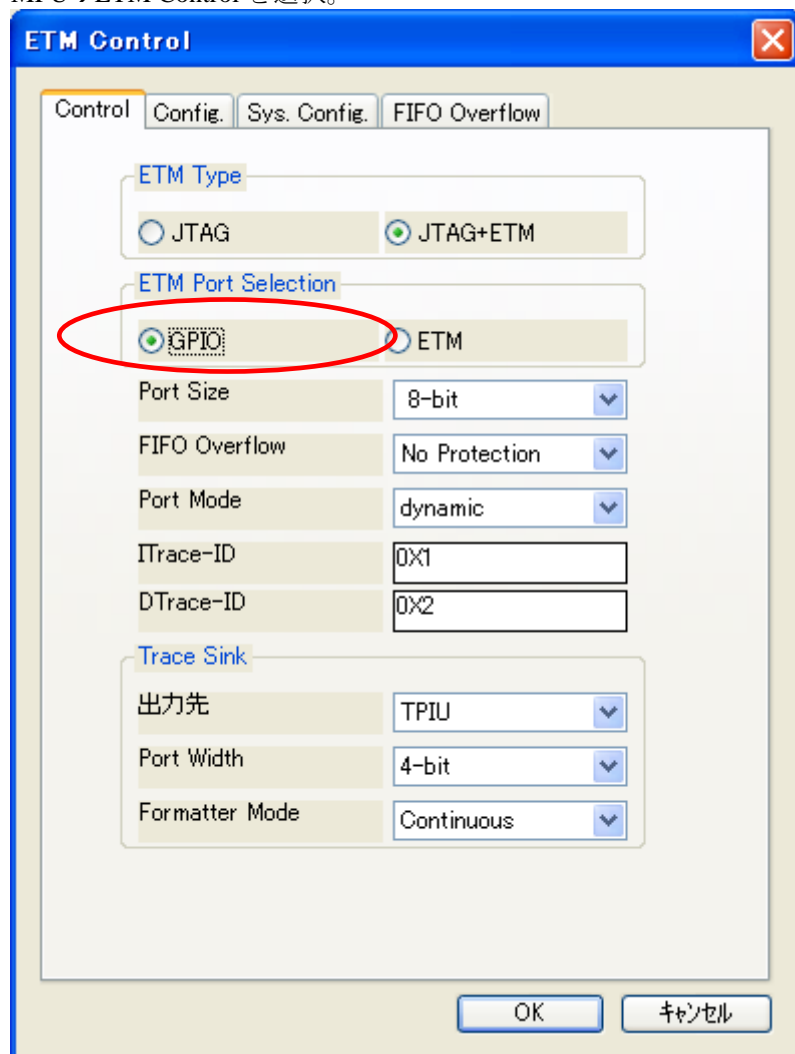 ETM Control
Control Config. Sys. Config. FIFO Overflow
ETM Type
JTAG JTAG+ETM
ETM Port Selection
GPIO ETM
Port Size 8-bit
FIFO Overflow No Protection
Port Mode dynamic
ITrace-ID 0X1
DTrace-ID 0X2
Trace Sink
出力先 TPIU
Port Width 4-bit
Formatter Mode Continuous
OK キャンセル